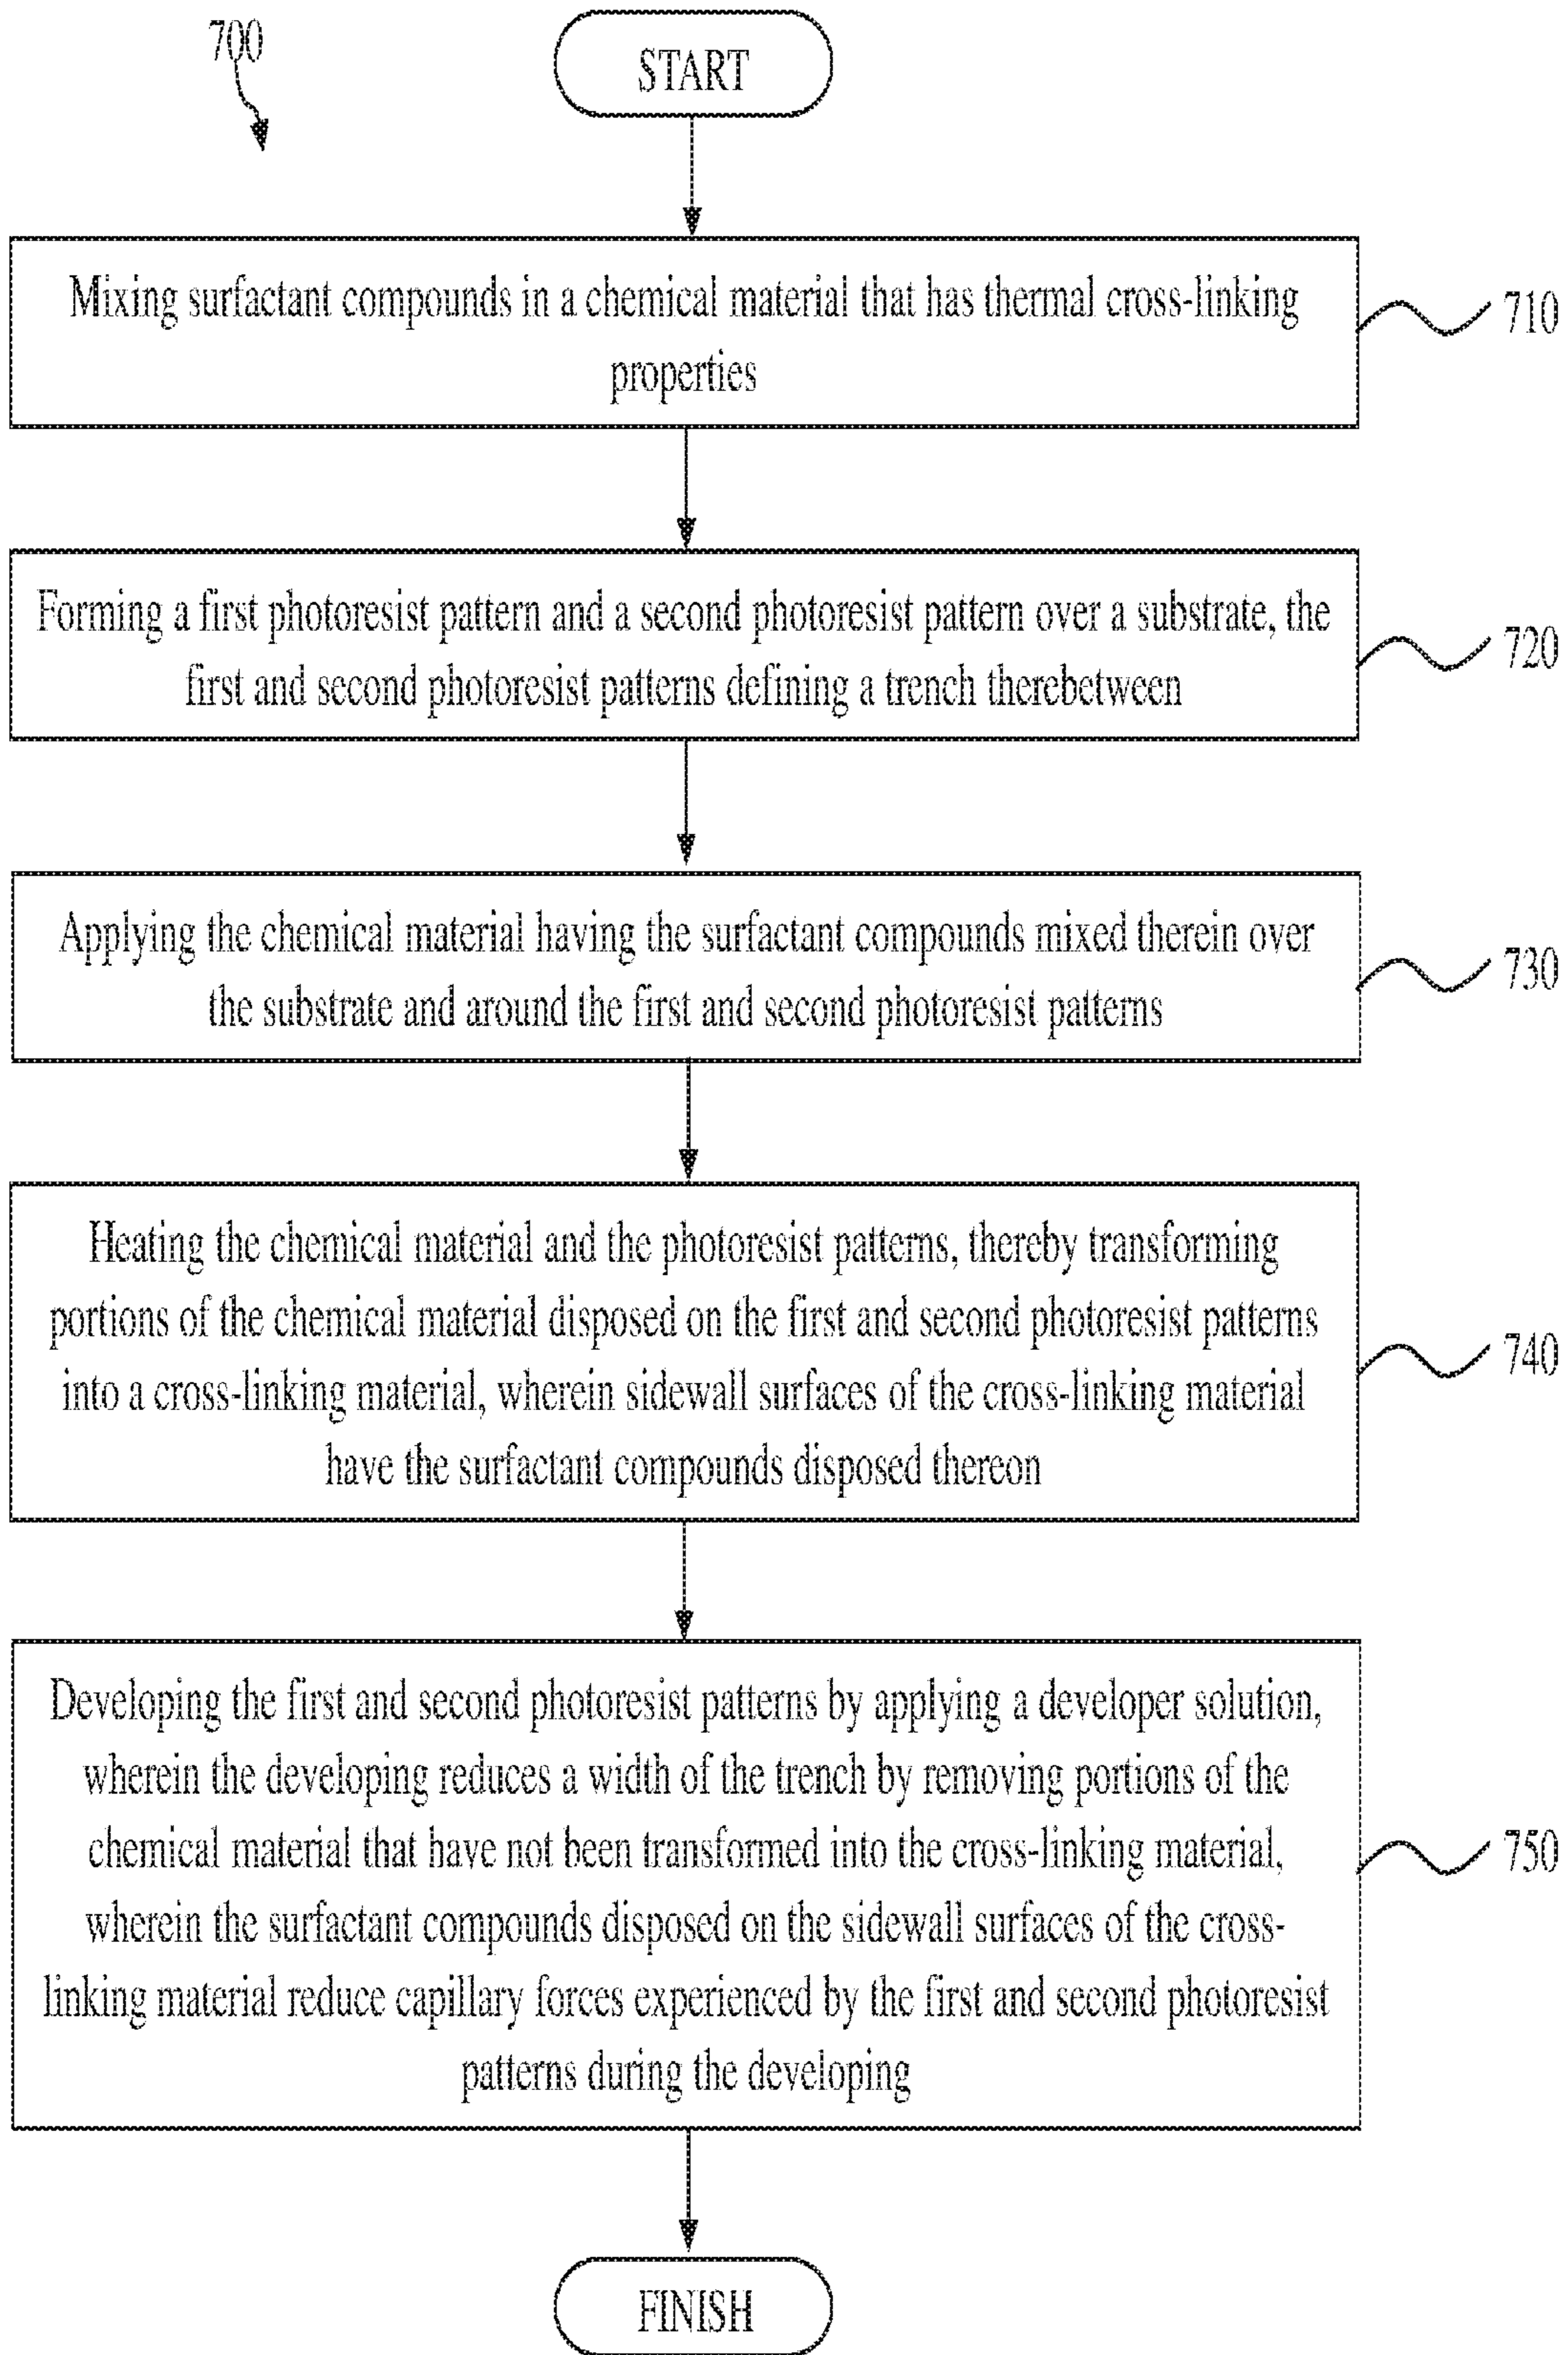 700
START
Mixing surfactant compounds in a chemical material that has thermal cross-linking
properties
710
Forming a first photoresist pattern and a second photoresist pattern over a substrate, the
first and second photoresist patterns defining a trench therebetween
720
Applying the chemical material having the surfactant compounds mixed therein over
the substrate and around the first and second photoresist patterns
730
Heating the chemical material and the photoresist patterns, thereby transforming
portions of the chemical material disposed on the first and second photoresist patterns
into a cross-linking material, wherein sidewall surfaces of the cross-linking material
have the surfactant compounds disposed thereon
740
Developing the first and second photoresist patterns by applying a developer solution,
wherein the developing reduces a width of the trench by removing portions of the
chemical material that have not been transformed into the cross-linking material,
wherein the surfactant compounds disposed on the sidewall surfaces of the cross-
linking material reduce capillary forces experienced by the first and second photoresist
patterns during the developing
750
FINISH